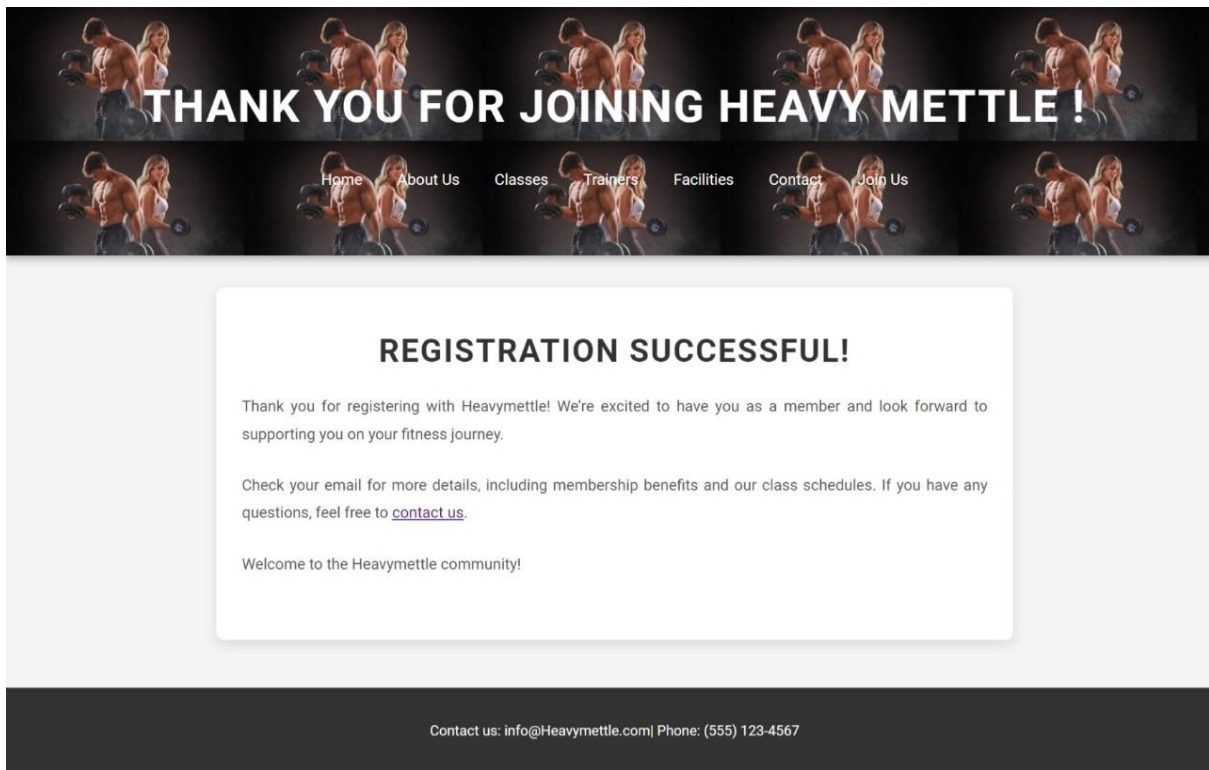 THANK YOU FOR JOINING HEAVY METTLE !
Home About Us Classes Trainers Facilities Contact Join Us
REGISTRATION SUCCESSFUL!
Thank you for registering with Heavymettle! We’re excited to have you as a member and look forward to
supporting you on your fitness journey.
Check your email for more details, including membership benefits and our class schedules. If you have any
questions, feel free to contact us.
Welcome to the Heavymettle community!
Contact us: info@Heavymettle.com| Phone: (555) 123-4567